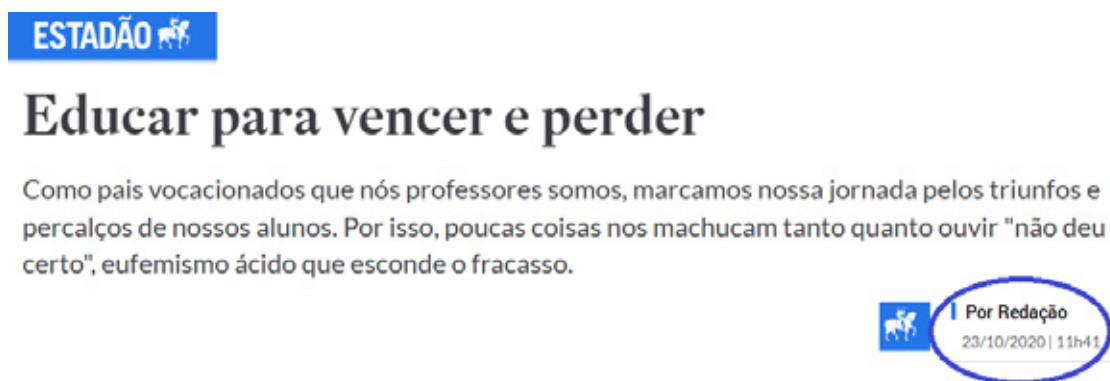 ESTADÃO
Educar para vencer e perder
Como pais vocacionados que nós professores somos, marcamos nossa jornada pelos triunfos e
percalços de nossos alunos. Por isso, poucas coisas nos machucam tanto quanto ouvir "não deu
certo", eufemismo ácido que esconde o fracasso.
Por Redação
23/10/2020 | 11h41